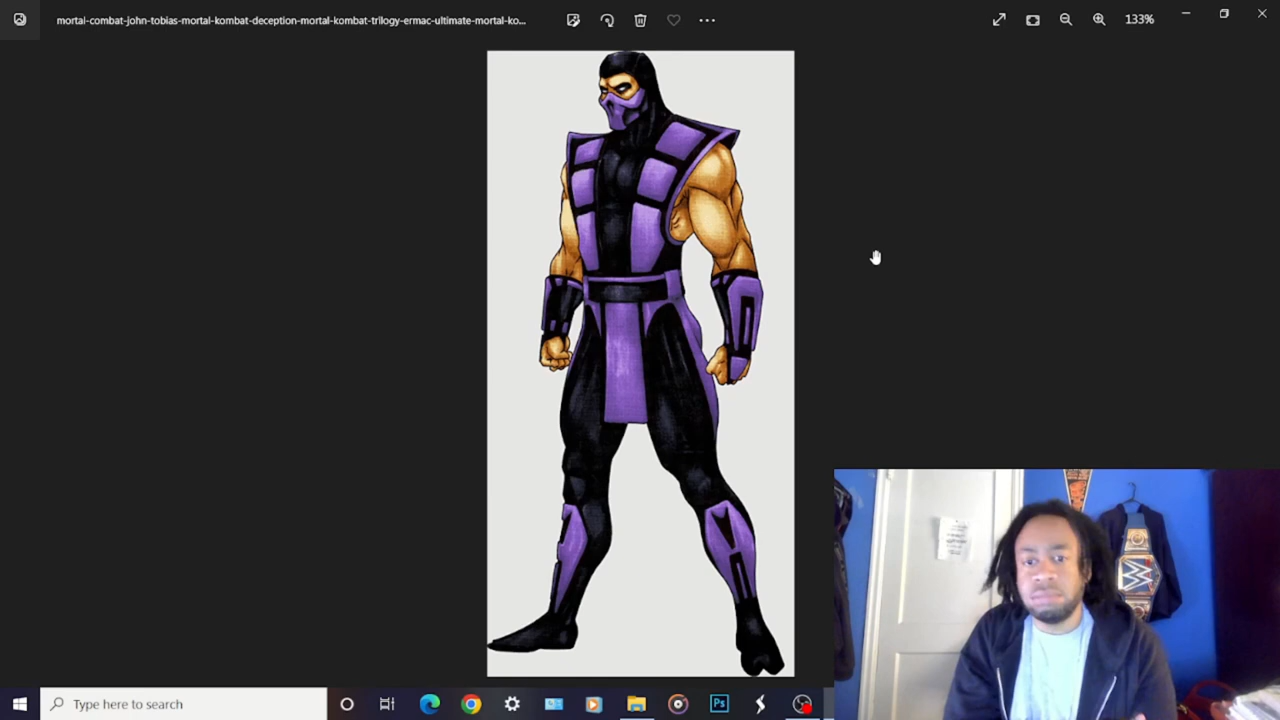 mortal-combat-john-tobias-mortal-kombat-deception-mortal-kombat-trilogy-ermac-ultimate-mortal-ko...
133%
Type here to search
Ps